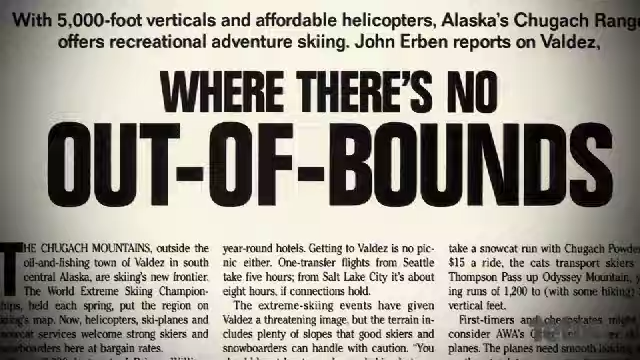 With 5,000-foot verticals and affordable helicopters, Alaska's Chugach Rang
offers recreational adventure skiing. John Erben reports on Valdez,
WHERE THERE'S NO
OUT-OF-BOUNDS
THE CHUGACH MOUNTAINS, outside the
oil-and-fishing town of Valdez in south
central Alaska, are skiing's new frontier.
The World Extreme Skiing Champion-
ships, held each spring, put the region on
skiing's map. Now, helicopters, ski-planes and
snowcat services welcome strong skiers and
snowboarders here at bargain rates.
year-round hotels. Getting to Valdez is no pic-
nic either. One-transfer flights from Seattle
take five hours; from Salt Lake City it's about
eight hours, if connections hold.
The extreme-skiing events have given
Valdez a threatening image, but the terrain in-
cludes plenty of slopes that good skiers and
snowboarders can handle with caution. "You
take a snowcat run with Chugach Powde
$15 a ride, the cats transport skiers
Thompson Pass up Odyssey Mountain, y
ing runs of 1,200 to (with some hiking)
vertical feet.
First-timers and cheapskates might
consider AWA's
planes. The planes need smooth